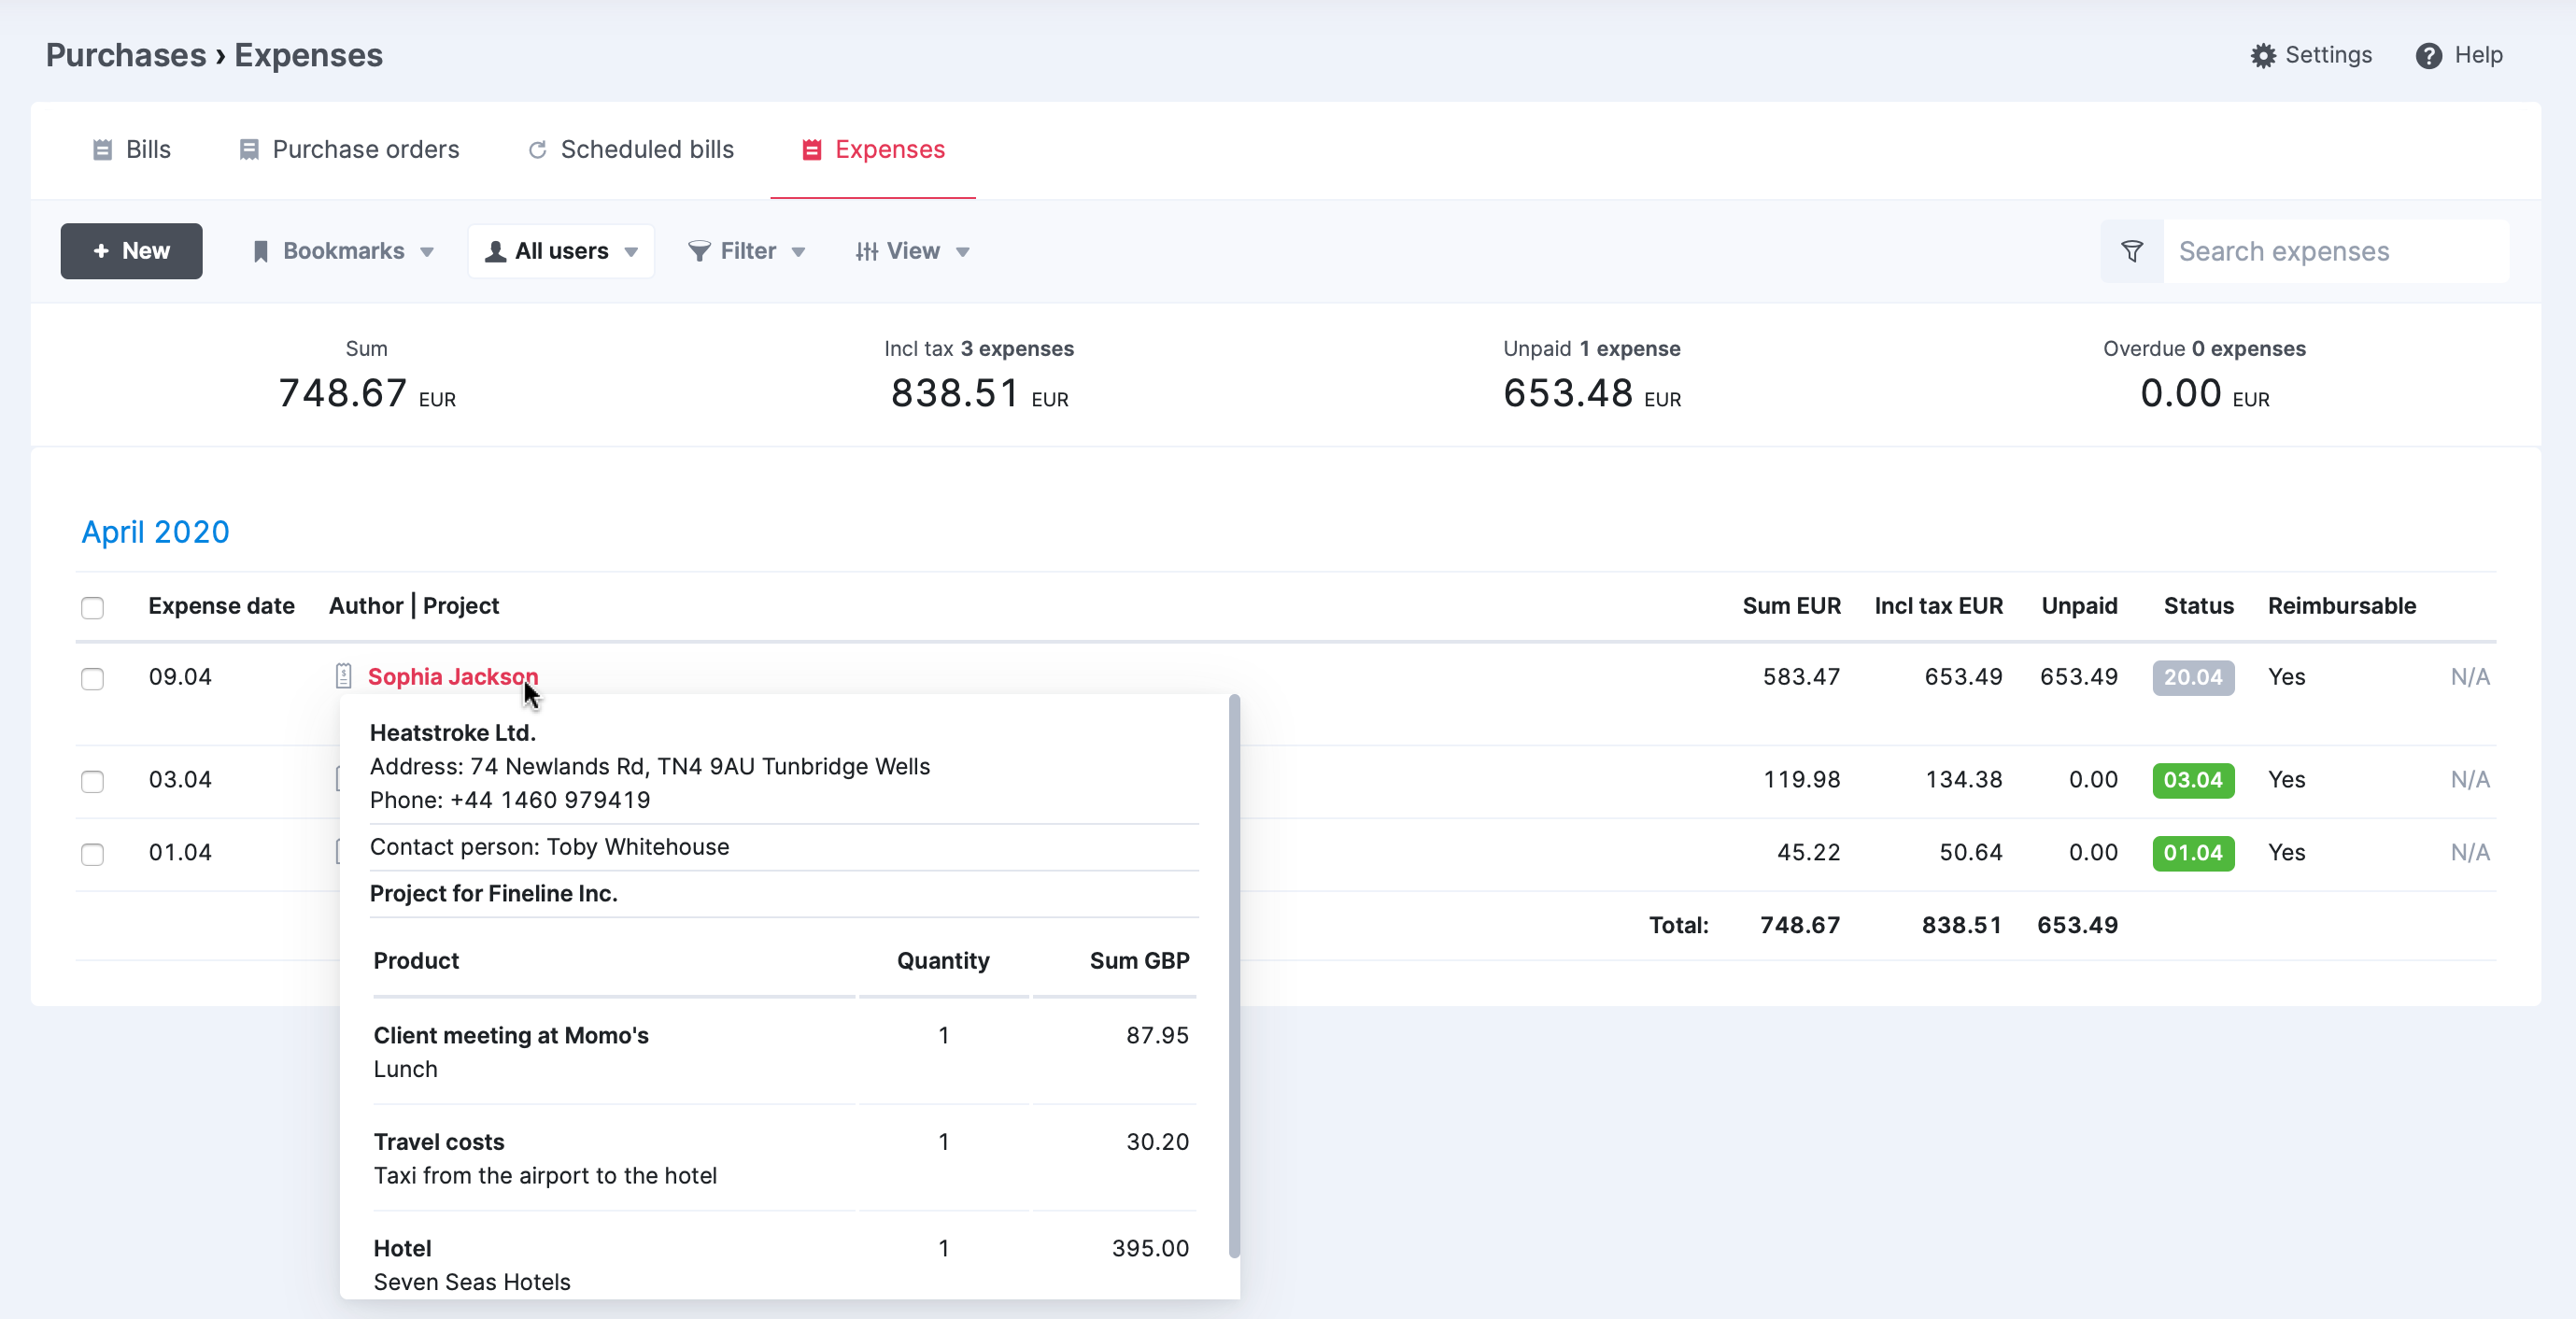 Purchases › Expenses
Settings
Help
Bills
Purchase orders
Scheduled bills
Expenses
+ New
Bookmarks
All users
Filter
View
Search expenses
Sum
748.67 EUR
Incl tax 3 expenses
838.51 EUR
Unpaid 1 expense
653.48 EUR
Overdue 0 expenses
0.00 EUR
April 2020
Expense date Author | Project Sum EUR Incl tax EUR Unpaid Status Reimbursable
09.04 Sophia Jackson 583.47 653.49 653.49 20.04 Yes N/A
03.04 119.98 134.38 0.00 03.04 Yes N/A
01.04 45.22 50.64 0.00 01.04 Yes N/A
Total: 748.67 838.51 653.49
Heatstroke Ltd.
Address: 74 Newlands Rd, TN4 9AU Tunbridge Wells
Phone: +44 1460 979419
Contact person: Toby Whitehouse
Project for Fineline Inc.
Product Quantity Sum GBP
Client meeting at Momo's 1 87.95
Lunch
Travel costs 1 30.20
Taxi from the airport to the hotel
Hotel 1 395.00
Seven Seas Hotels